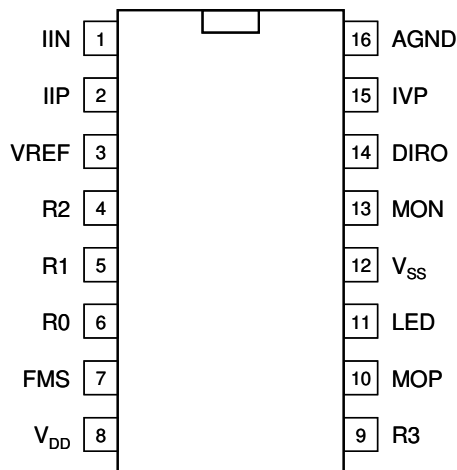 IIN 1 16 AGND
IIP 2 15 IVP
VREF 3 14 DIRO
R2 4 13 MON
R1 5 12 VSS
R0 6 11 LED
FMS 7 10 MOP
VDD 8 9 R3